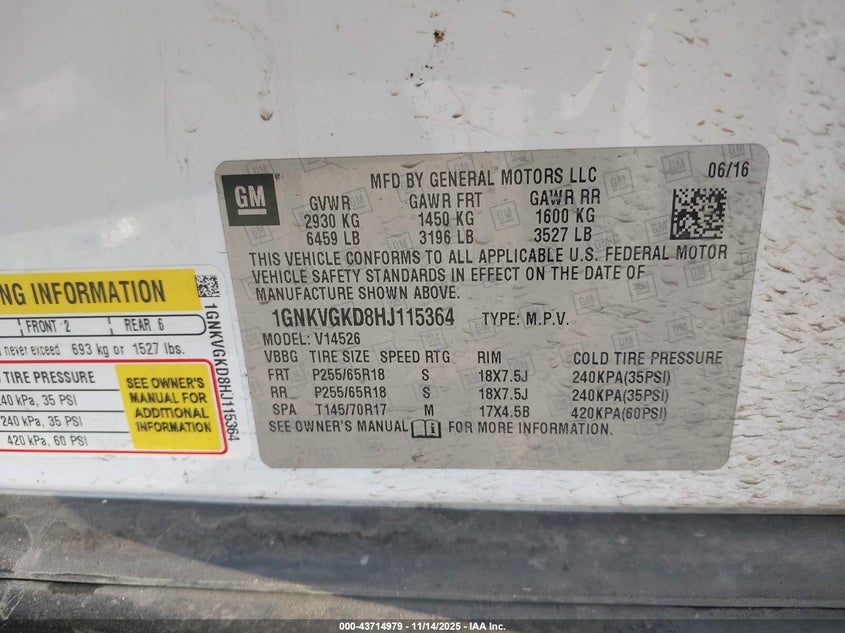 GM
MFD BY GENERAL MOTORS LLC
06/16
GVWR GAWR FRT GAWR RR
2930 KG 1450 KG 1600 KG
6459 LB 3196 LB 3527 LB
THIS VEHICLE CONFORMS TO ALL APPLICABLE U.S. FEDERAL MOTOR
VEHICLE SAFETY STANDARDS IN EFFECT ON THE DATE OF
MANUFACTURE SHOWN ABOVE.
1GNKVGKD8HJ115364 TYPE: M.P.V.
MODEL: V14526
VBBG TIRE SIZE SPEED RTG RIM COLD TIRE PRESSURE
FRT P255/65R18 S 18X7.5J 240KPA(35PSI)
RR P255/65R18 S 18X7.5J 240KPA(35PSI)
SPA T145/70R17 M 17X4.5B 420KPA(60PSI)
SEE OWNER'S MANUAL FOR MORE INFORMATION.
NG INFORMATION
FRONT 2 REAR 6
never exceed 693 kg or 1527 lbs.
TIRE PRESSURE
240 kPa, 35 PSI
240 kPa, 35 PSI
420 kPa, 60 PSI
SEE OWNER'S
MANUAL FOR
ADDITIONAL
INFORMATION
1GNKVGKD8HJ115364
000-43714979 | 11/14/2025 - IAA Inc.